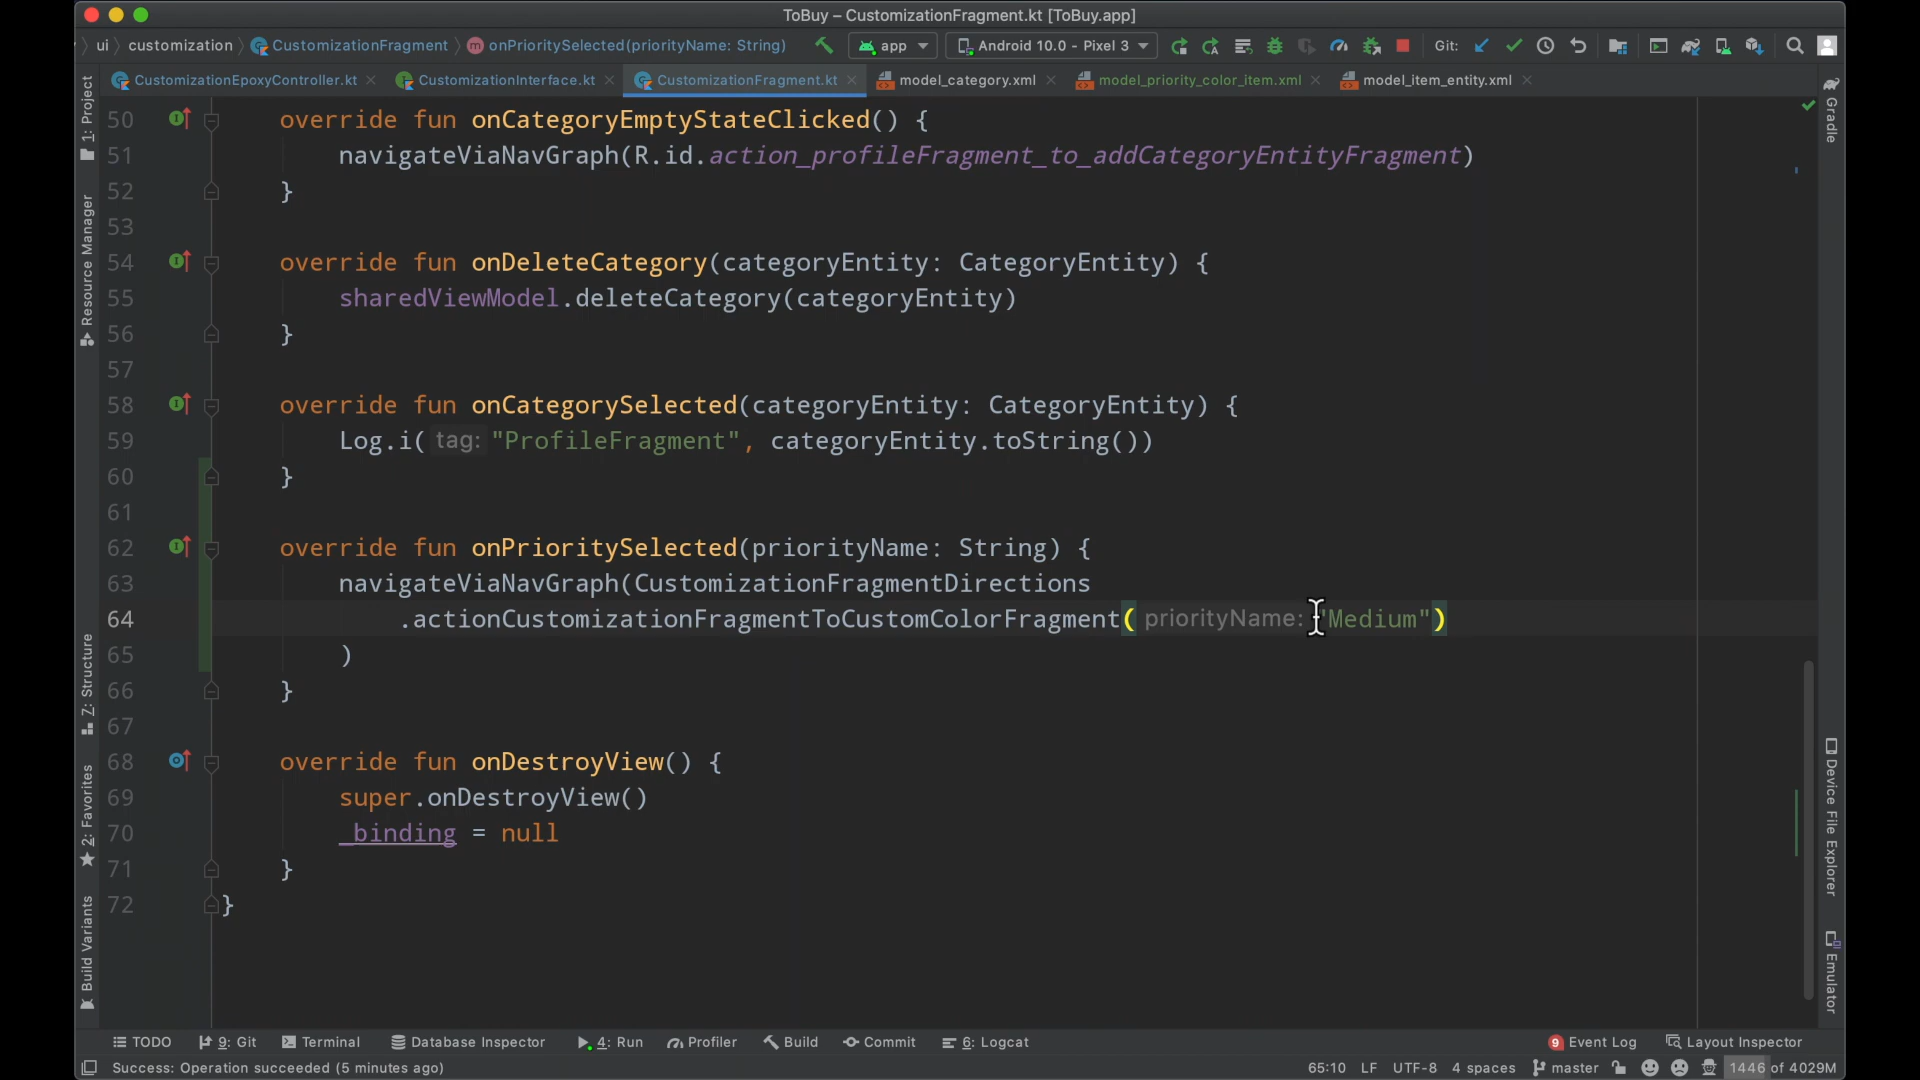 ToBuy – CustomizationFragment.kt [ToBuy.app]
ui customization CustomizationFragment onPrioritySelected(priorityName: String) app Android 10.0 - Pixel 3 Git:
CustomizationEpoxyController.kt CustomizationInterface.kt CustomizationFragment.kt model_category.xml model_priority_color_item.xml model_item_entity.xml
50 override fun onCategoryEmptyStateClicked() {
51 navigateViaNavGraph(R.id.action_profileFragment_to_addCategoryEntityFragment)
52 }
53
54 override fun onDeleteCategory(categoryEntity: CategoryEntity) {
55 sharedViewModel.deleteCategory(categoryEntity)
56 }
57
58 override fun onCategorySelected(categoryEntity: CategoryEntity) {
59 Log.i( tag: "ProfileFragment", categoryEntity.toString())
60 }
61
62 override fun onPrioritySelected(priorityName: String) {
63 navigateViaNavGraph(CustomizationFragmentDirections
64 .actionCustomizationFragmentToCustomColorFragment( priorityName: "Medium")
65 )
66 }
67
68 override fun onDestroyView() {
69 super.onDestroyView()
70 _binding = null
71 }
72 }
1: Project
Resource Manager
Z: Structure
2: Favorites
Build Variants
Gradle
Device File Explorer
Emulator
TODO 9: Git Terminal Database Inspector 4: Run Profiler Build Commit 6: Logcat 9 Event Log Layout Inspector
Success: Operation succeeded (5 minutes ago) 65:10 LF UTF-8 4 spaces master 1446 of 4029M